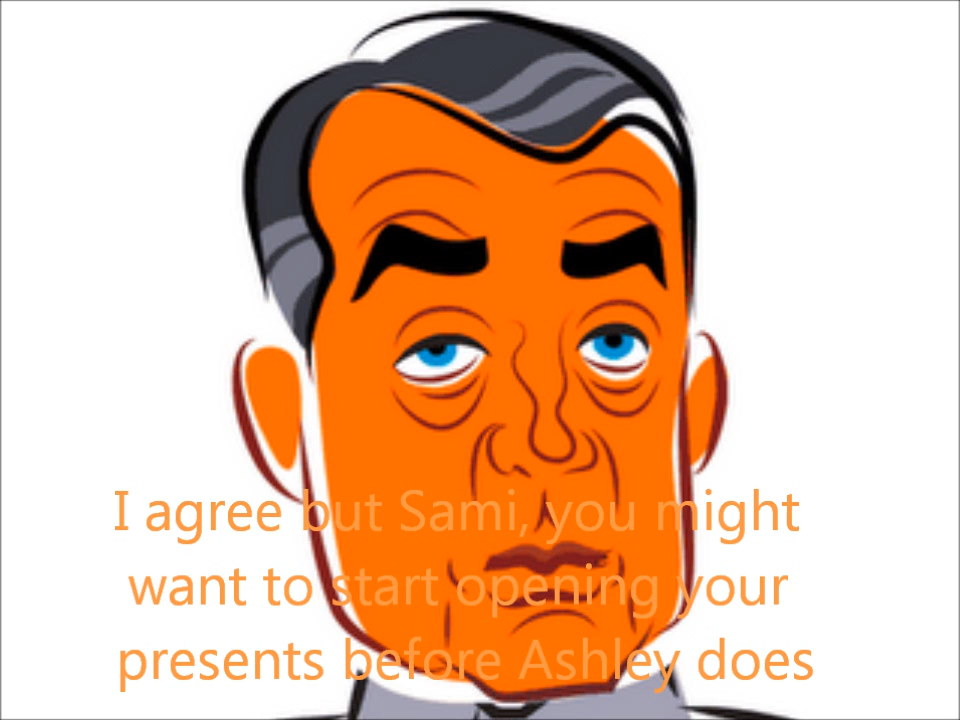 I agree but Sami, you might
want to start opening your
presents before Ashley does